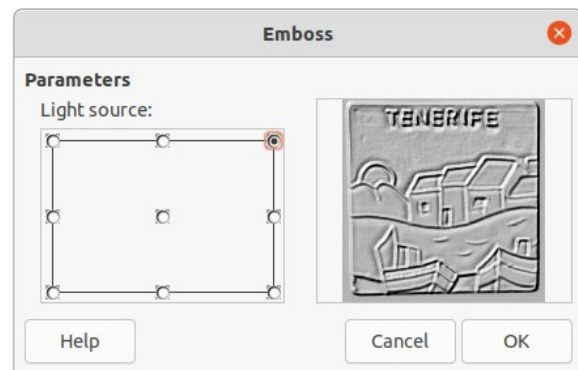 Emboss
Parameters
Light source:
TENERIFE
Help
Cancel
OK